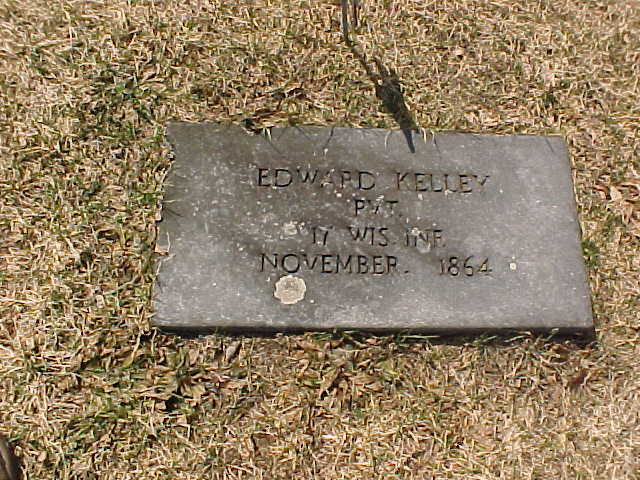 EDWARD KELLEY
PVT.
17 WIS. INF.
NOVEMBER. 1864